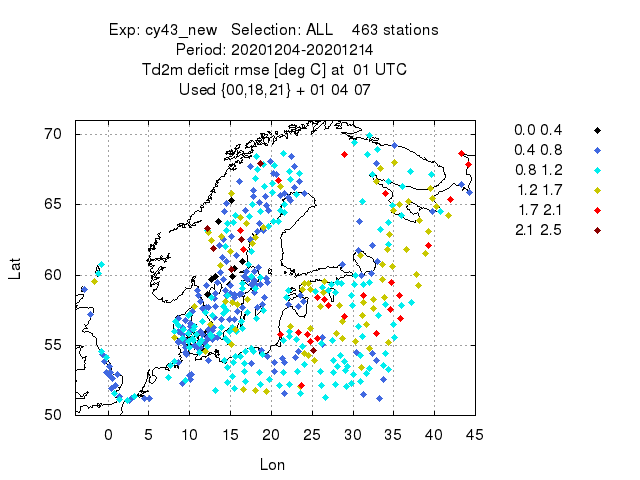 Exp: cy43_new   Selection: ALL    463 stations
Period: 20201204-20201214
Td2m deficit rmse [deg C] at  01 UTC
Used {00,18,21} + 01 04 07
0.0 0.4
0.4 0.8
0.8 1.2
1.2 1.7
1.7 2.1
2.1 2.5
Lat
70
65
60
55
50
0 5 10 15 20 25 30 35 40 45
Lon